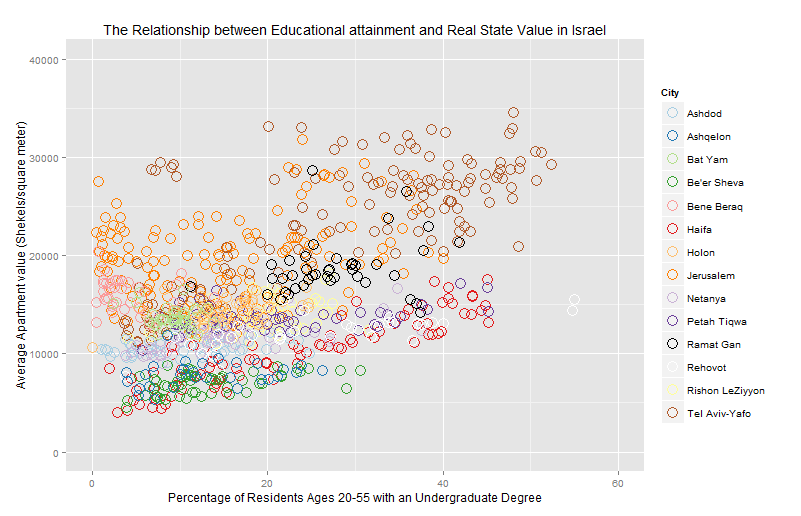 The Relationship between Educational attainment and Real State Value in Israel
Average Apartment value (Shekels/square meter)
40000
30000
20000
10000
0
0 20 40 60
Percentage of Residents Ages 20-55 with an Undergraduate Degree
City
Ashdod
Ashqelon
Bat Yam
Be'er Sheva
Bene Beraq
Haifa
Holon
Jerusalem
Netanya
Petah Tiqwa
Ramat Gan
Rehovot
Rishon LeZiyyon
Tel Aviv-Yafo